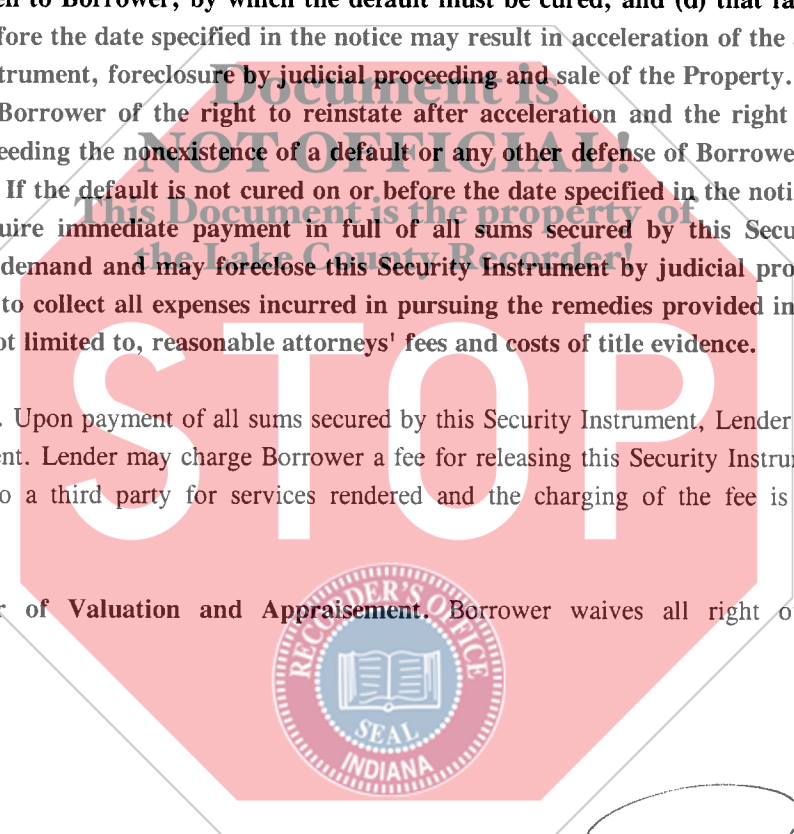 en to Borrower, by which the default must be cured; and (d) that fa
fore the date specified in the notice may result in acceleration of the
trument, foreclosure by judicial proceeding and sale of the Property.
Document is
Borrower of the right to reinstate after acceleration and the right
NOT OFFICIAL!
eeding the nonexistence of a default or any other defense of Borrowe
If the default is not cured on or before the date specified in the noti
This Document is the property of
uire immediate payment in full of all sums secured by this Secu
the Lake County Recorder!
demand and may foreclose this Security Instrument by judicial pro
to collect all expenses incurred in pursuing the remedies provided in
ot limited to, reasonable attorneys' fees and costs of title evidence.
STOP
. Upon payment of all sums secured by this Security Instrument, Lender
ent. Lender may charge Borrower a fee for releasing this Security Instru
o a third party for services rendered and the charging of the fee is
r of Valuation and Appraisement. Borrower waives all right o
RECORDER'S OFFICE
SEAL
INDIANA